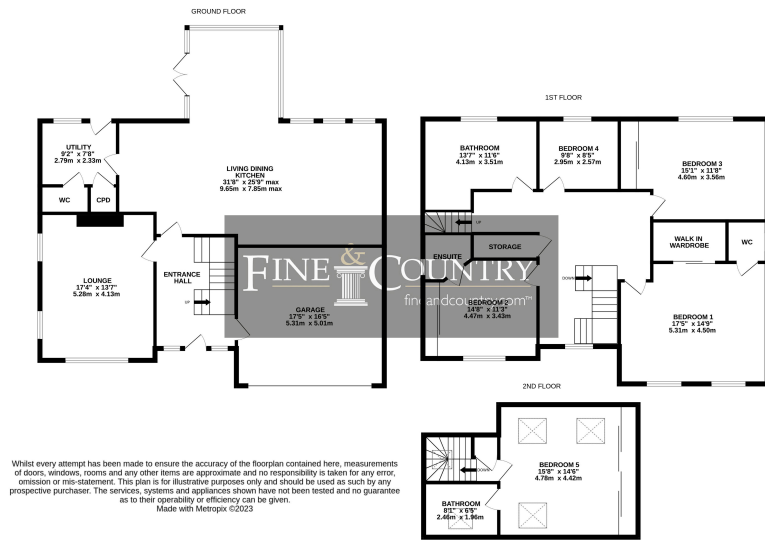 GROUND FLOOR
UTILITY
9'2" x 7'8"
2.79m x 2.33m
WC
CPD
LIVING DINING
KITCHEN
31'8" x 25'9" max
9.65m x 7.85m max
LOUNGE
17'4" x 13'7"
5.28m x 4.13m
ENTRANCE
HALL
UP
GARAGE
17'5" x 16'5"
5.31m x 5.01m
1ST FLOOR
BATHROOM
13'7" x 11'6"
4.13m x 3.51m
BEDROOM 4
9'8" x 8'5"
2.95m x 2.57m
BEDROOM 3
15'1" x 11'8"
4.60m x 3.56m
UP
STORAGE
ENSUITE
WALK IN
WARDROBE
WC
DOWN
BEDROOM 2
14'8" x 11'3"
4.47m x 3.43m
BEDROOM 1
17'5" x 14'9"
5.31m x 4.50m
FINE & COUNTRY
fineandcountry.com™
2ND FLOOR
DOWN
BEDROOM 5
15'8" x 14'6"
4.78m x 4.42m
BATHROOM
8'1" x 6'5"
2.46m x 1.96m
Whilst every attempt has been made to ensure the accuracy of the floorplan contained here, measurements
of doors, windows, rooms and any other items are approximate and no responsibility is taken for any error,
omission or mis-statement. This plan is for illustrative purposes only and should be used as such by any
prospective purchaser. The services, systems and appliances shown have not been tested and no guarantee
as to their operability or efficiency can be given.
Made with Metropix ©2023